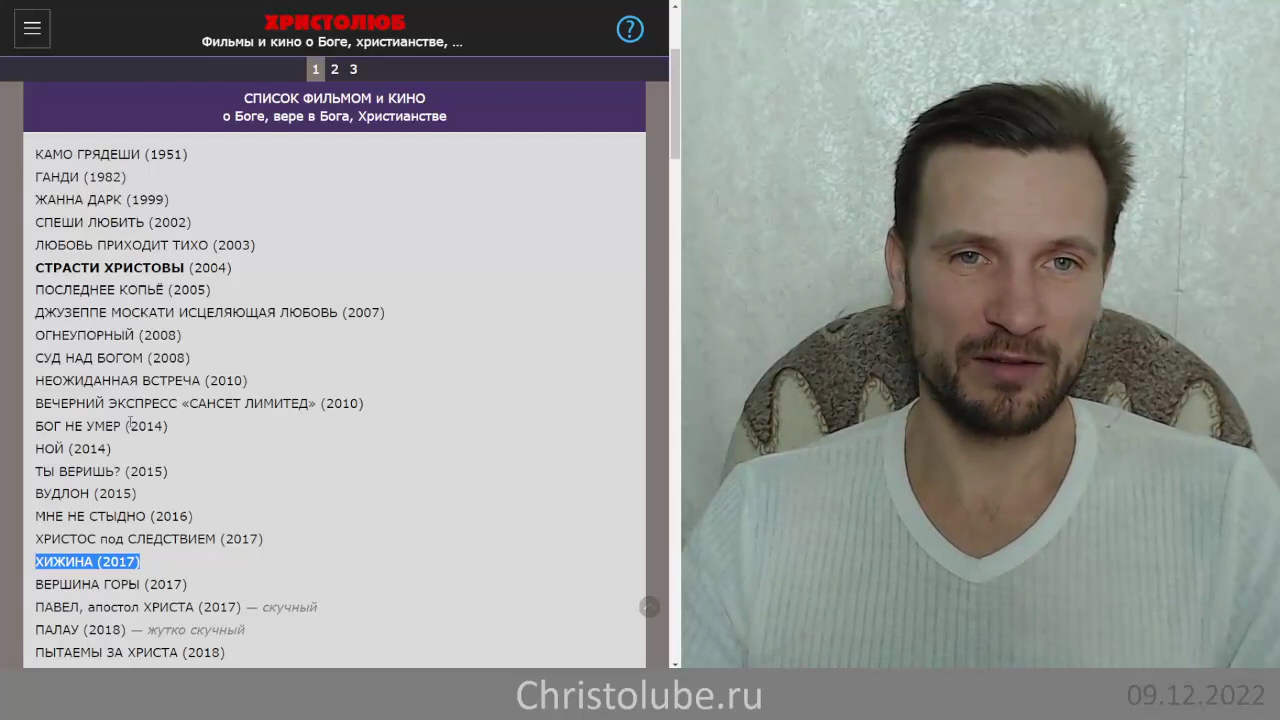 ХРИСТОЛЮБ
Фильмы и кино о Боге, христианстве, ...
?
1 2 3
СПИСОК ФИЛЬМОМ и КИНО
о Боге, вере в Бога, Христианстве
КАМО ГРЯДЕШИ (1951)
ГАНДИ (1982)
ЖАННА ДАРК (1999)
СПЕШИ ЛЮБИТЬ (2002)
ЛЮБОВЬ ПРИХОДИТ ТИХО (2003)
СТРАСТИ ХРИСТОВЫ (2004)
ПОСЛЕДНЕЕ КОПЬЁ (2005)
ДЖУЗЕППЕ МОСКАТИ ИСЦЕЛЯЮЩАЯ ЛЮБОВЬ (2007)
ОГНЕУПОРНЫЙ (2008)
СУД НАД БОГОМ (2008)
НЕОЖИДАННАЯ ВСТРЕЧА (2010)
ВЕЧЕРНИЙ ЭКСПРЕСС «САНСЕТ ЛИМИТЕД» (2010)
БОГ НЕ УМЕР (2014)
НОЙ (2014)
ТЫ ВЕРИШЬ? (2015)
ВУДЛОН (2015)
МНЕ НЕ СТЫДНО (2016)
ХРИСТОС под СЛЕДСТВИЕМ (2017)
ХИЖИНА (2017)
ВЕРШИНА ГОРЫ (2017)
ПАВЕЛ, апостол ХРИСТА (2017) — скучный
ПАЛАУ (2018) — жутко скучный
ПЫТАЕМЫ ЗА ХРИСТА (2018)
Christolube.ru
09.12.2022